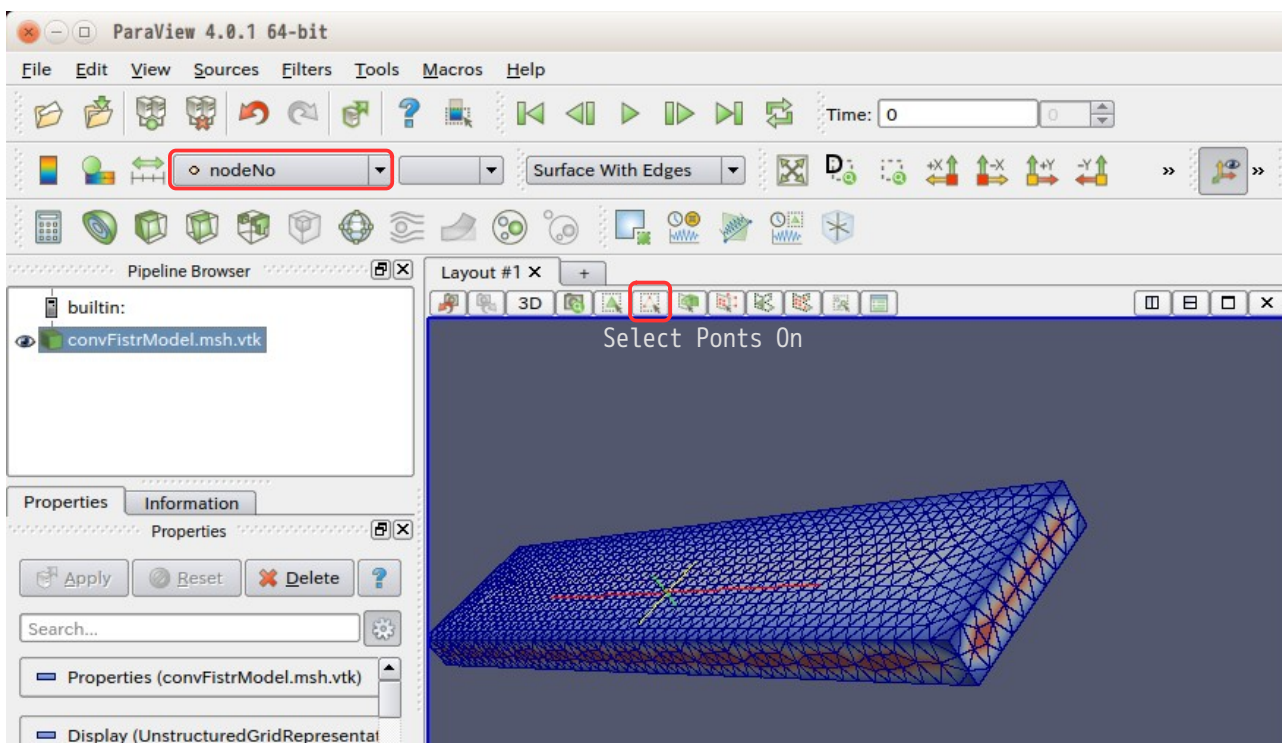 ParaView 4.0.1 64-bit
File Edit View Sources Filters Tools Macros Help
? Time: 0 0
nodeNo Surface With Edges D +X -X +Y -Y » »
Pipeline Browser Layout #1 X +
builtin: 3D
convFistrModel.msh.vtk
Select Ponts On
Properties Information
Properties
Apply Reset Delete ?
Search...
Properties (convFistrModel.msh.vtk)
Display (UnstructuredGridRepresentat